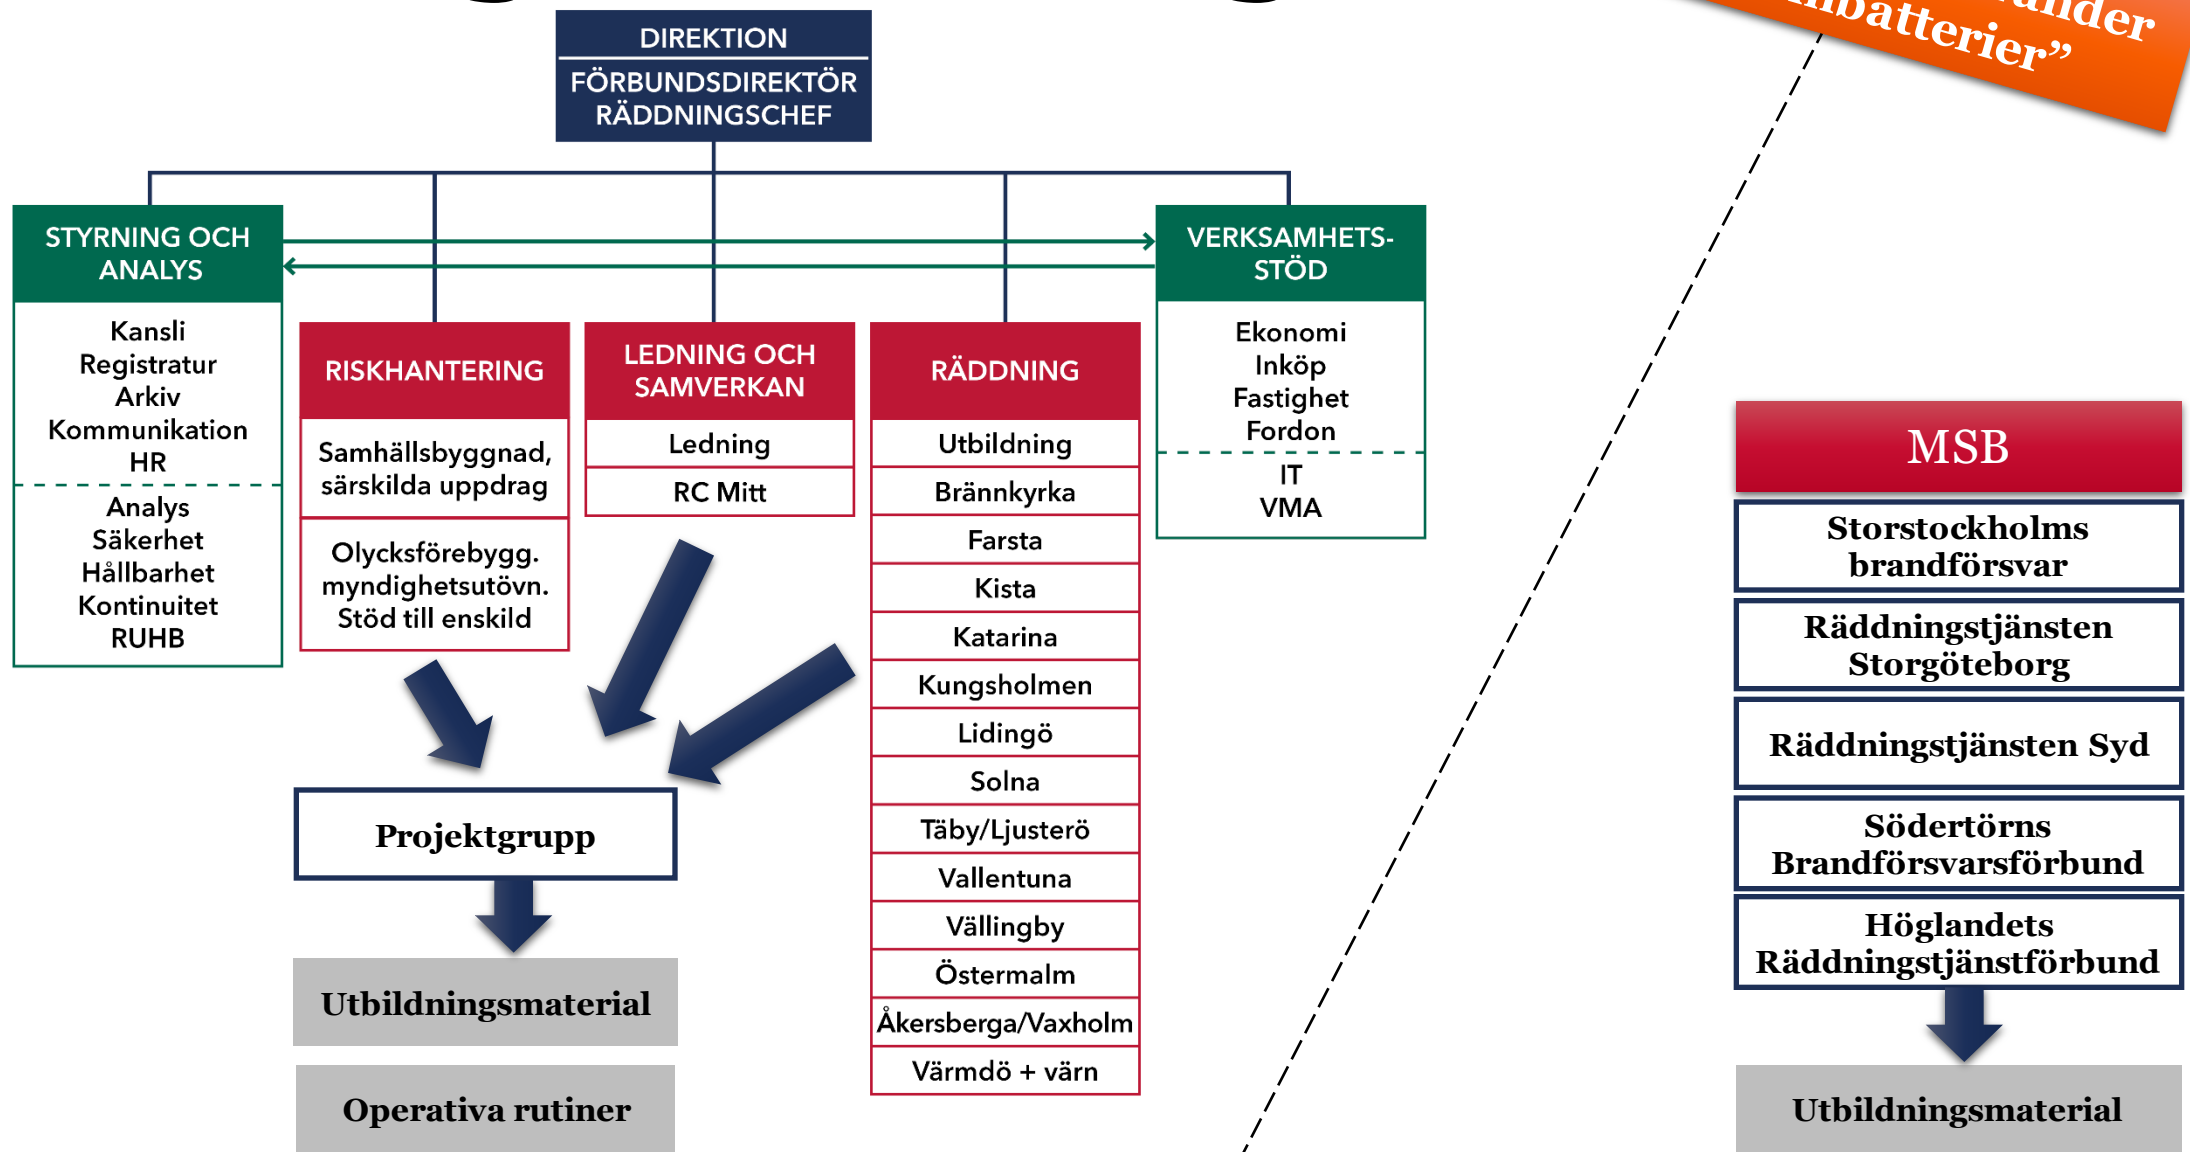 DIREKTION
FÖRBUNDSDIREKTÖR
RÄDDNINGSCHEF
STYRNING OCH
ANALYS
Kansli
Registratur
Arkiv
Kommunikation
HR
Analys
Säkerhet
Hållbarhet
Kontinuitet
RUHB
RISKHANTERING
Samhällsbyggnad,
särskilda uppdrag
Olycksförebygg.
myndighetsutövn.
Stöd till enskild
LEDNING OCH
SAMVERKAN
Ledning
RC Mitt
RÄDDNING
Utbildning
Brännkyrka
Farsta
Kista
Katarina
Kungsholmen
Lidingö
Solna
Täby/Ljusterö
Vallentuna
Vällingby
Östermalm
Åkersberga/Vaxholm
Värmdö + värn
VERKSAMHETS-
STÖD
Ekonomi
Inköp
Fastighet
Fordon
IT
VMA
Projektgrupp
Utbildningsmaterial
Operativa rutiner
MSB
Storstockholms
brandförsvar
Räddningstjänsten
Storgöteborg
Räddningstjänsten Syd
Södertörns
Brandförsvarsförbund
Höglandets
Räddningstjänstförbund
Utbildningsmaterial